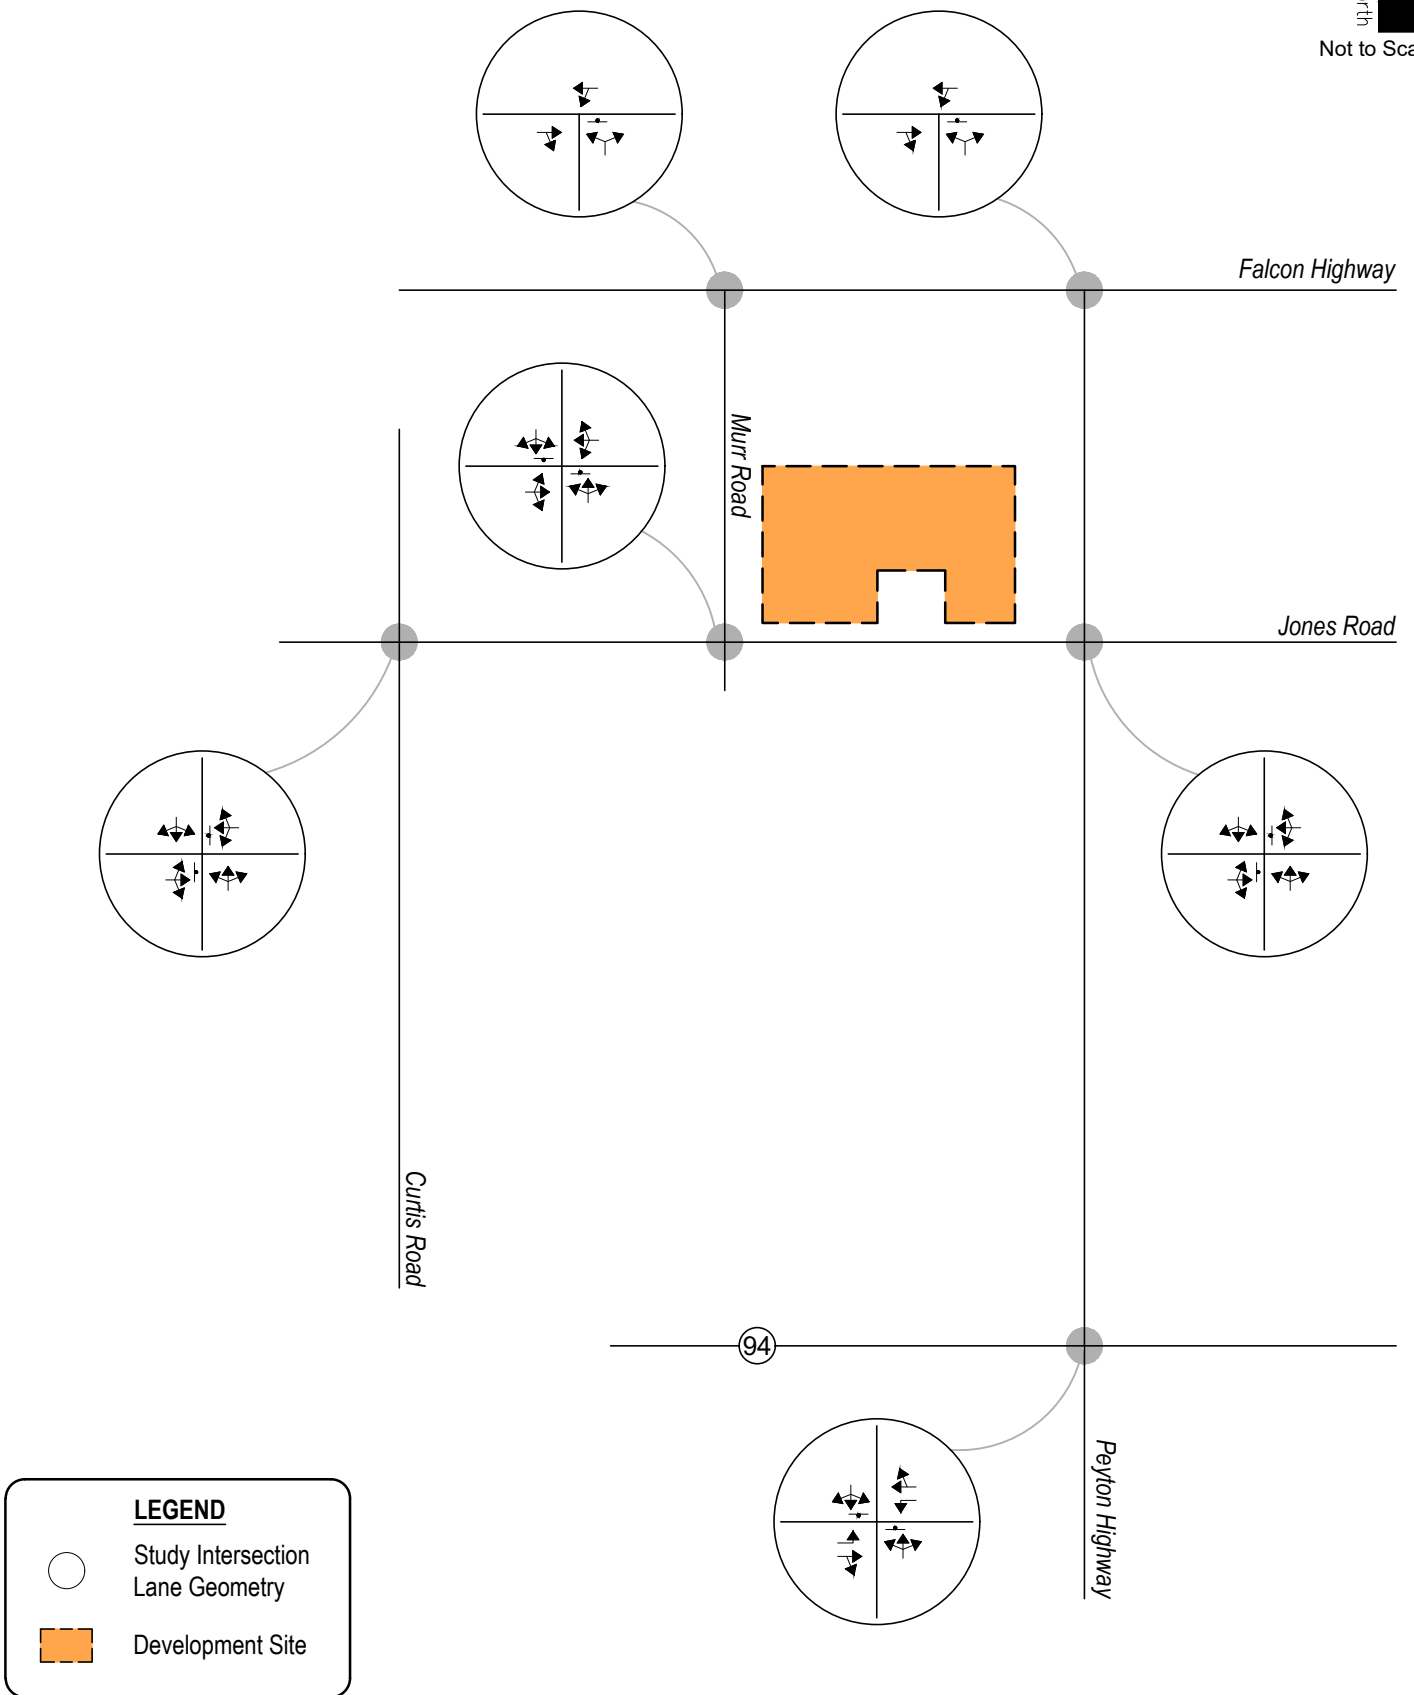 Not to Sca
Falcon Highway
Murr Road
Jones Road
Curtis Road
94
Peyton Highway
LEGEND
Study Intersection
Lane Geometry
Development Site